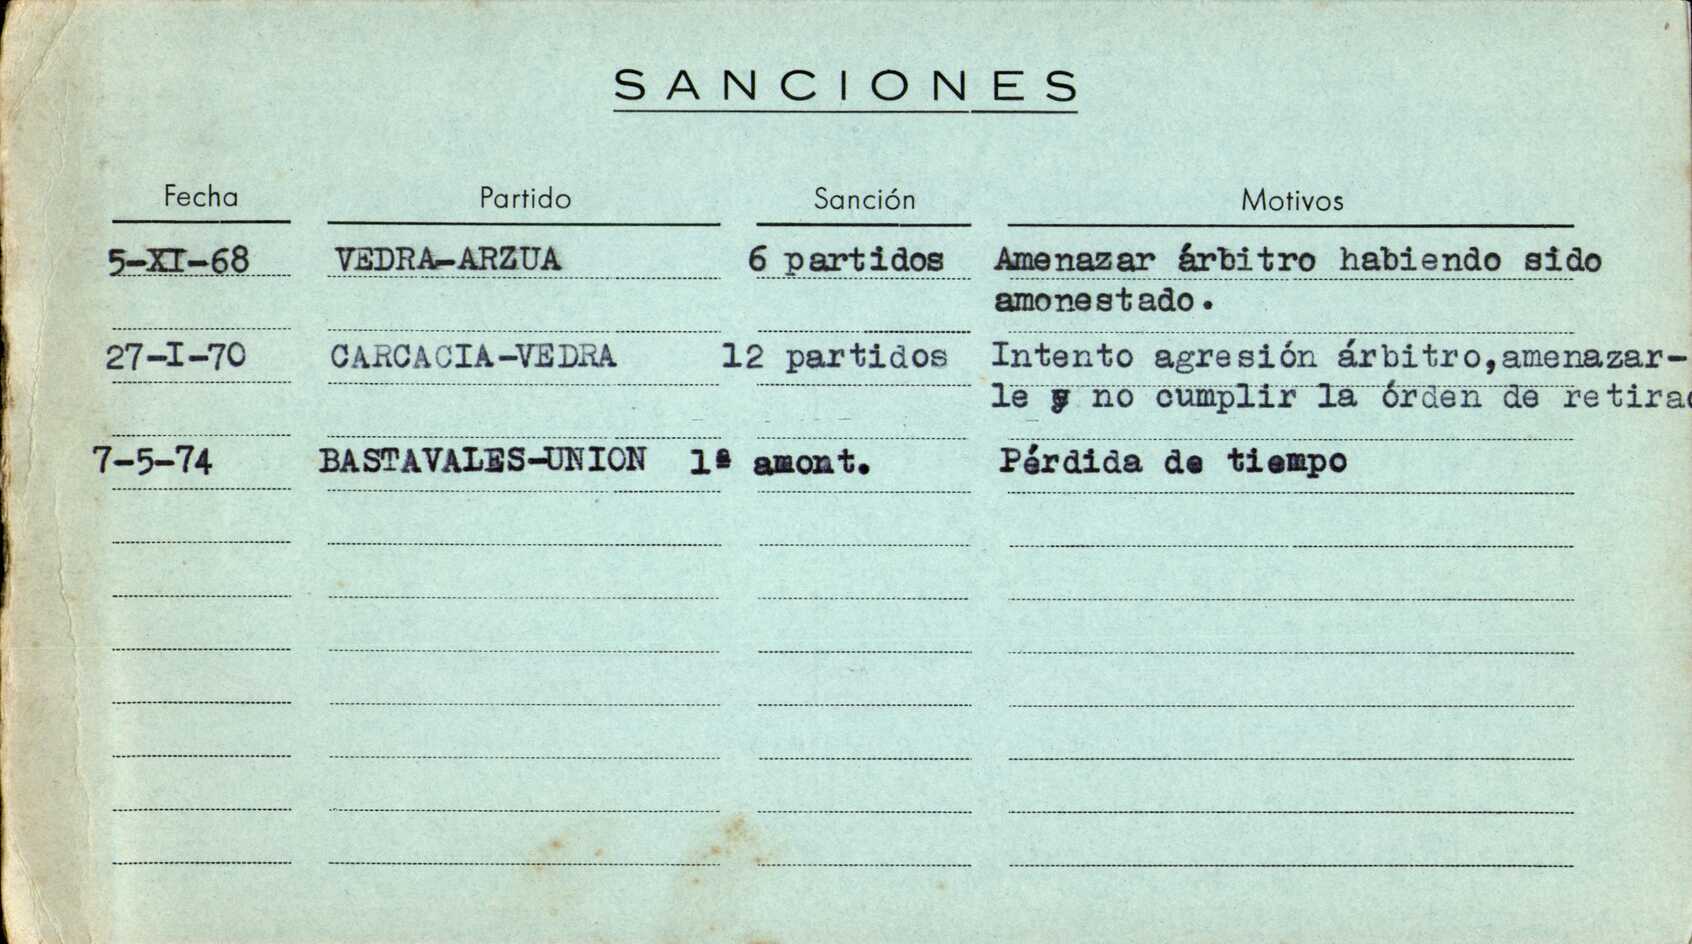 SANCIONES
Fecha Partido Sanción Motivos
5-XI-68 VEDRA-ARZUA 6 partidos Amenazar árbitro habiendo sido
amonestado.
27-I-70 CARCACIA-VEDRA 12 partidos Intento agresión árbitro,amenazar-
le y no cumplir la órden de retirad
7-5-74 BASTAVALES-UNION 1ª amont. Pérdida de tiempo